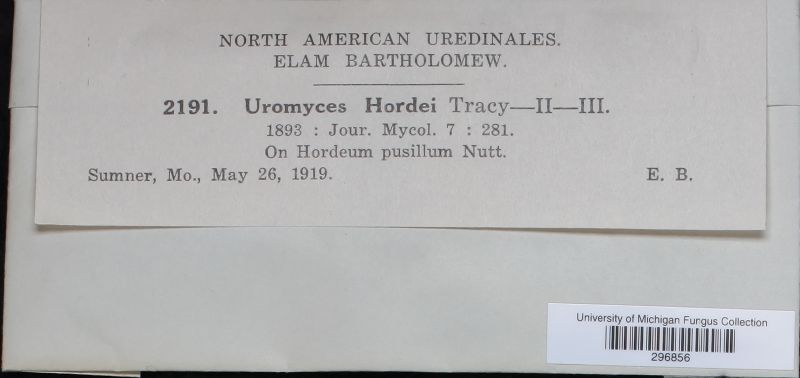 NORTH AMERICAN UREDINALES.
ELAM BARTHOLOMEW.
2191. Uromyces Hordei Tracy—II—III.
1893 : Jour. Mycol. 7 : 281.
On Hordeum pusillum Nutt.
Sumner, Mo., May 26, 1919. E. B.
University of Michigan Fungus Collection
296856